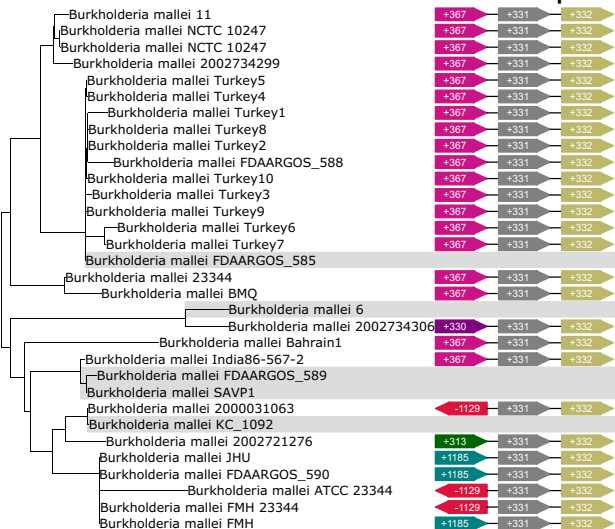 Burkholderia mallei 11 +367 +331 +332
Burkholderia mallei NCTC 10247 +367 +331 +332
Burkholderia mallei NCTC 10247 +367 +331 +332
Burkholderia mallei 2002734299 +367 +331 +332
Burkholderia mallei Turkey5 +367 +331 +332
Burkholderia mallei Turkey4 +367 +331 +332
Burkholderia mallei Turkey1 +367 +331 +332
Burkholderia mallei Turkey8 +367 +331 +332
Burkholderia mallei Turkey2 +367 +331 +332
Burkholderia mallei FDAARGOS_588 +367 +331 +332
Burkholderia mallei Turkey10 +367 +331 +332
Burkholderia mallei Turkey3 +367 +331 +332
Burkholderia mallei Turkey9 +367 +331 +332
Burkholderia mallei Turkey6 +367 +331 +332
Burkholderia mallei Turkey7 +367 +331 +332
Burkholderia mallei FDAARGOS_585
Burkholderia mallei 23344 +367 +331 +332
Burkholderia mallei BMQ +367 +331 +332
Burkholderia mallei 6
Burkholderia mallei 2002734306 +330 +331 +332
Burkholderia mallei Bahrain1 +367 +331 +332
Burkholderia mallei India86-567-2 +367 +331 +332
Burkholderia mallei FDAARGOS_589
Burkholderia mallei SAVP1
Burkholderia mallei 2000031063 -1129 +331 +332
Burkholderia mallei KC_1092
Burkholderia mallei 2002721276 +313 +331 +332
Burkholderia mallei JHU +1185 +331 +332
Burkholderia mallei FDAARGOS_590 +1185 +331 +332
Burkholderia mallei ATCC 23344 -1129 +331 +332
Burkholderia mallei FMH 23344 -1129 +331 +332
Burkholderia mallei FMH +1185 +331 +332